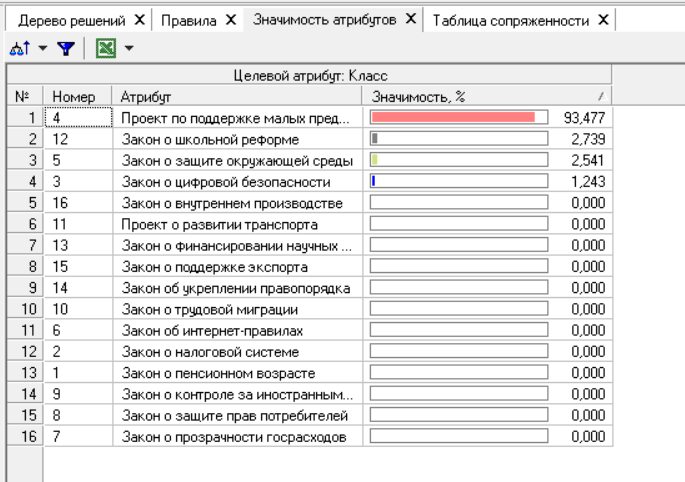 Дерево решений X Правила X Значимость атрибутов X Таблица сопряженности X
Целевой атрибут: Класс
№ Номер Атрибут Значимость, %
1 4 Проект по поддержке малых пред... 93,477
2 12 Закон о школьной реформе 2,739
3 5 Закон о защите окружающей среды 2,541
4 3 Закон о цифровой безопасности 1,243
5 16 Закон о внутреннем производстве 0,000
6 11 Проект о развитии транспорта 0,000
7 13 Закон о финансировании научных ... 0,000
8 15 Закон о поддержке экспорта 0,000
9 14 Закон об укреплении правопорядка 0,000
10 10 Закон о трудовой миграции 0,000
11 6 Закон об интернет-правилах 0,000
12 2 Закон о налоговой системе 0,000
13 1 Закон о пенсионном возрасте 0,000
14 9 Закон о контроле за иностранным... 0,000
15 8 Закон о защите прав потребителей 0,000
16 7 Закон о прозрачности госрасходов 0,000